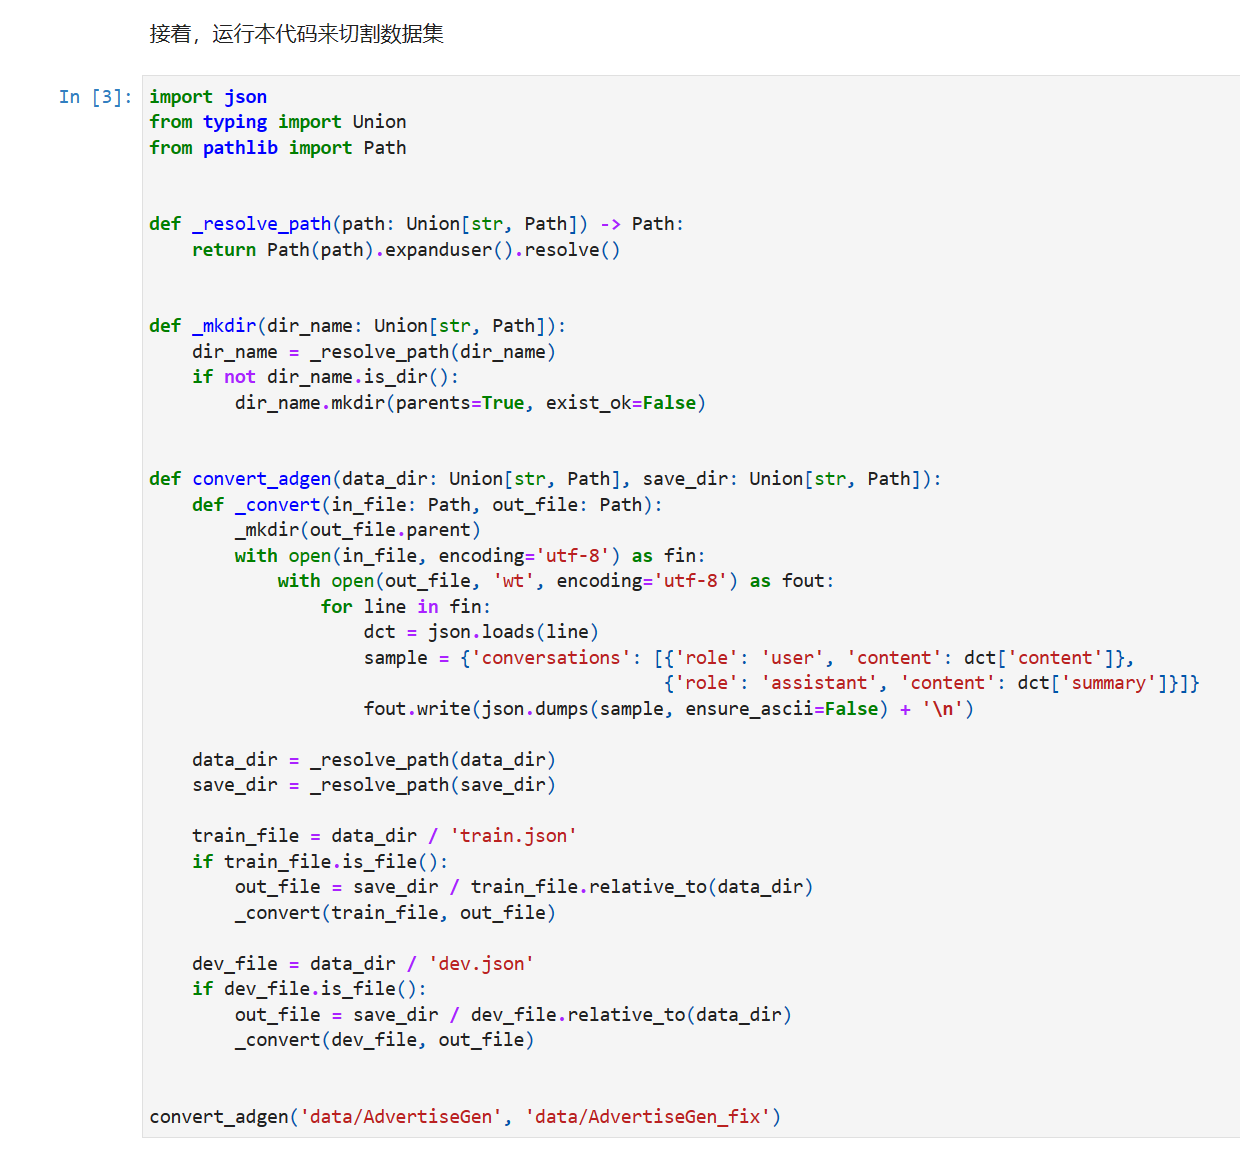 接着，运行本代码来切割数据集
In [3]:
import json
from typing import Union
from pathlib import Path
def _resolve_path(path: Union[str, Path]) -> Path:
    return Path(path).expanduser().resolve()
def _mkdir(dir_name: Union[str, Path]):
    dir_name = _resolve_path(dir_name)
    if not dir_name.is_dir():
        dir_name.mkdir(parents=True, exist_ok=False)
def convert_adgen(data_dir: Union[str, Path], save_dir: Union[str, Path]):
    def _convert(in_file: Path, out_file: Path):
        _mkdir(out_file.parent)
        with open(in_file, encoding='utf-8') as fin:
            with open(out_file, 'wt', encoding='utf-8') as fout:
                for line in fin:
                    dct = json.loads(line)
                    sample = {'conversations': [{'role': 'user', 'content': dct['content']},
                                                {'role': 'assistant', 'content': dct['summary']}]}
                    fout.write(json.dumps(sample, ensure_ascii=False) + '\n')
    data_dir = _resolve_path(data_dir)
    save_dir = _resolve_path(save_dir)
    train_file = data_dir / 'train.json'
    if train_file.is_file():
        out_file = save_dir / train_file.relative_to(data_dir)
        _convert(train_file, out_file)
    dev_file = data_dir / 'dev.json'
    if dev_file.is_file():
        out_file = save_dir / dev_file.relative_to(data_dir)
        _convert(dev_file, out_file)
convert_adgen('data/AdvertiseGen', 'data/AdvertiseGen_fix')